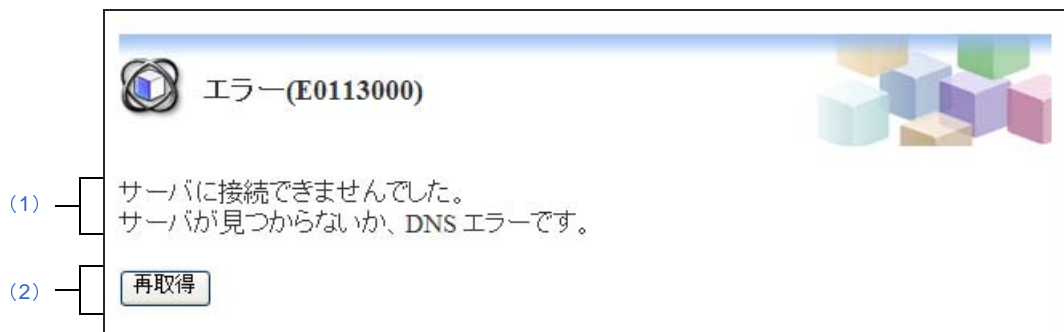 エラー(E0113000)
(1)
サーバに接続できませんでした。
サーバが見つからないか、DNS エラーです。
(2)
再取得